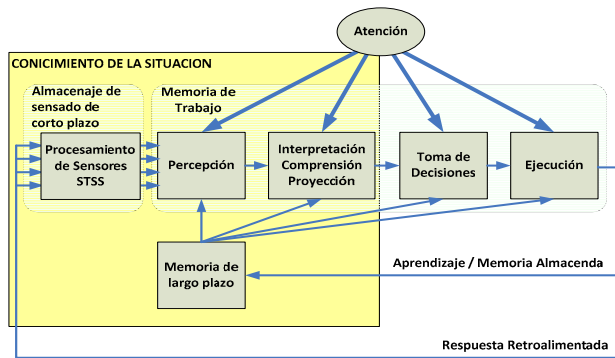 Atención
CONICIMIENTO DE LA SITUACION
Almacenaje de
sensado de
corto plazo
Memoria de
Trabajo
Procesamiento
de Sensores
STSS
Percepción
Interpretación
Comprensión
Proyección
Toma de
Decisiones
Ejecución
Memoria de
largo plazo
Aprendizaje / Memoria Almacenda
Respuesta Retroalimentada